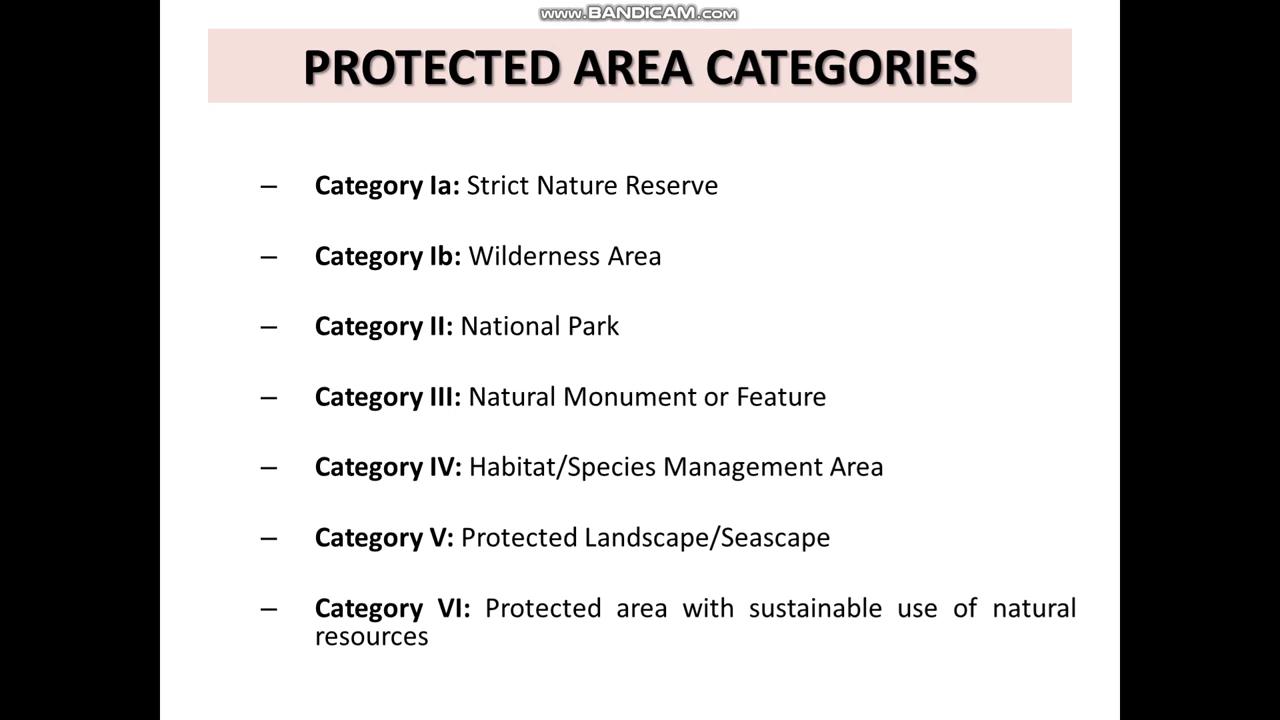 www.BANDICAM.com
PROTECTED AREA CATEGORIES
– Category Ia: Strict Nature Reserve
– Category Ib: Wilderness Area
– Category II: National Park
– Category III: Natural Monument or Feature
– Category IV: Habitat/Species Management Area
– Category V: Protected Landscape/Seascape
– Category VI: Protected area with sustainable use of natural
resources